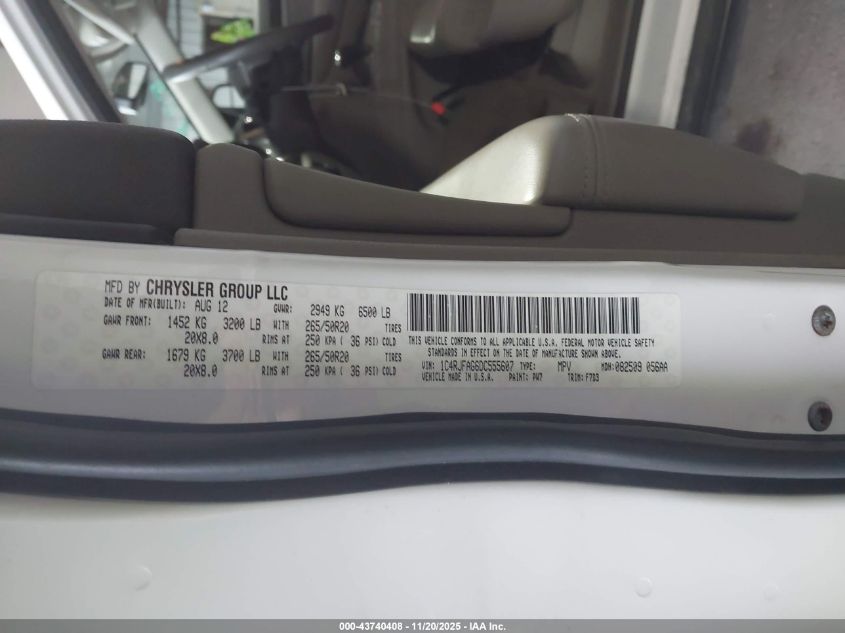 MFD BY CHRYSLER GROUP LLC
DATE OF MFR(BUILT): AUG 12 GVWR: 2949 KG 6500 LB
GAWR FRONT: 1452 KG 3200 LB WITH 265/50R20 TIRES
20X8.0 RIMS AT 250 KPA ( 36 PSI) COLD
GAWR REAR: 1679 KG 3700 LB WITH 265/50R20 TIRES
20X8.0 RIMS AT 250 KPA ( 36 PSI) COLD
THIS VEHICLE CONFORMS TO ALL APPLICABLE U.S.A. FEDERAL MOTOR VEHICLE SAFETY
STANDARDS IN EFFECT ON THE DATE OF MANUFACTURE SHOWN ABOVE.
VIN: 1C4RJFAG6DC555607 TYPE: MPV MDH: 082509 056AA
VEHICLE MADE IN U.S.A. PAINT: PW7 TRIM: F7D3
000-43740408 - 11/20/2025 - IAA Inc.